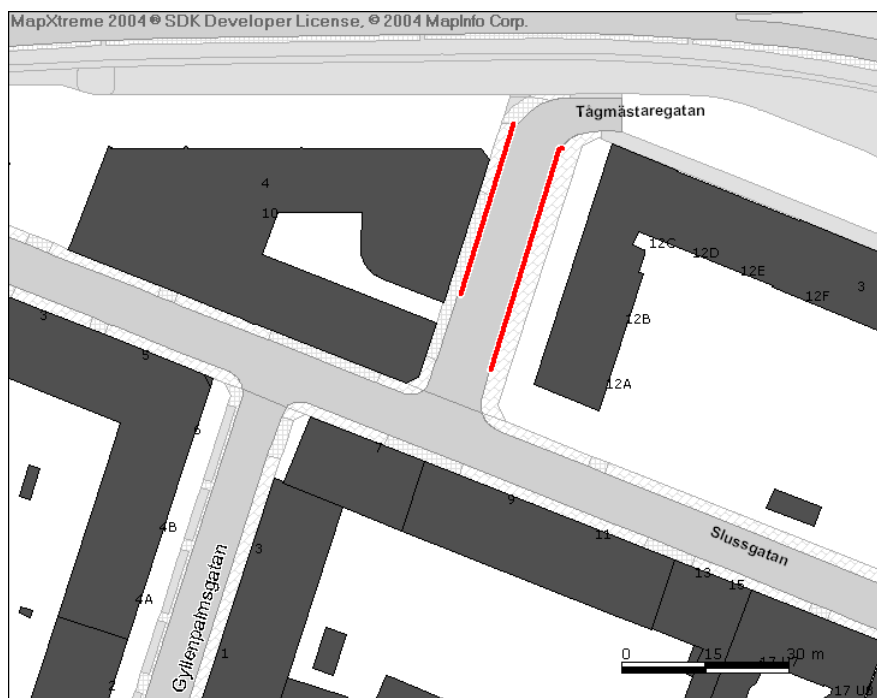 MapXtreme 2004 ® SDK Developer License, © 2004 MapInfo Corp.
Tågmästaregatan
4
10
12C
12D
12E
3
12F
12B
3
5
12A
6
7
9
4B
11
Slussgatan
3
13
15
Gyllenpalmsgatan
4A
1
0 15 30 m
2